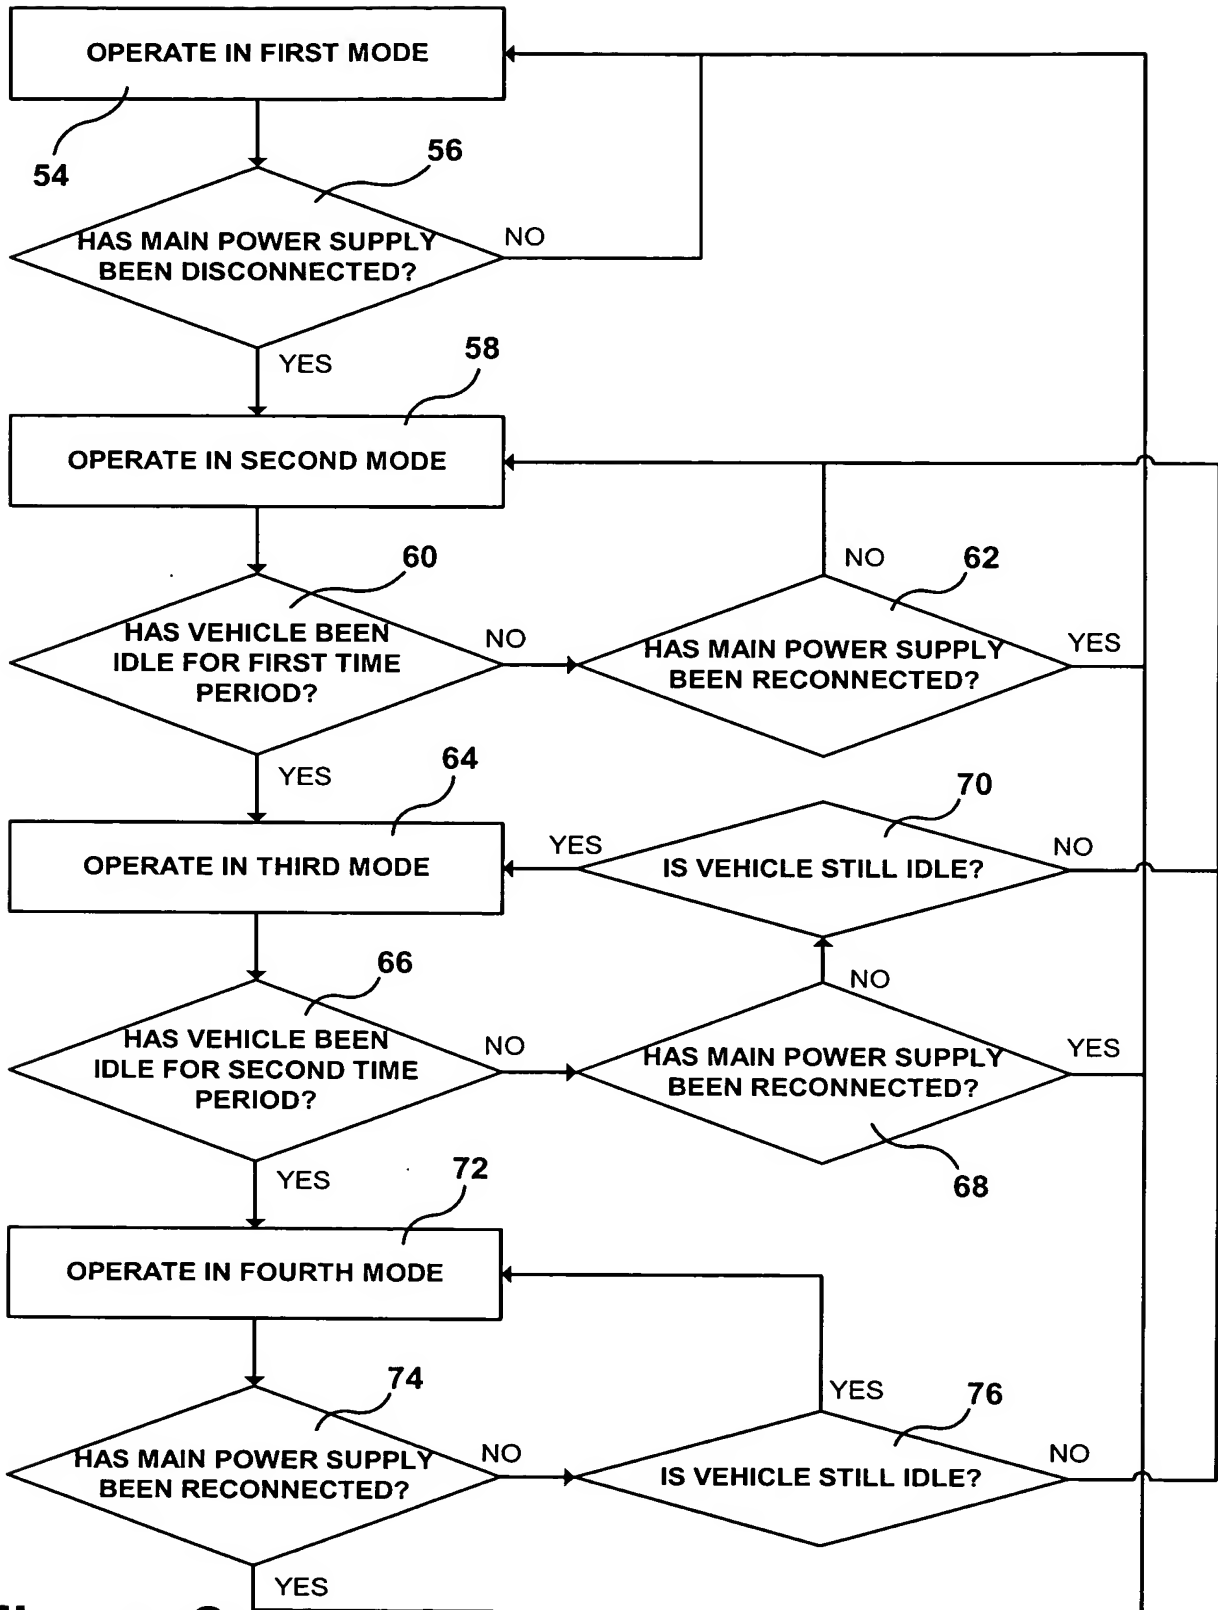 OPERATE IN FIRST MODE
54
56
HAS MAIN POWER SUPPLY
BEEN DISCONNECTED?
NO
YES
58
OPERATE IN SECOND MODE
60
HAS VEHICLE BEEN
IDLE FOR FIRST TIME
PERIOD?
NO
NO
62
HAS MAIN POWER SUPPLY
BEEN RECONNECTED?
YES
YES
64
OPERATE IN THIRD MODE
YES
70
IS VEHICLE STILL IDLE?
NO
66
HAS VEHICLE BEEN
IDLE FOR SECOND TIME
PERIOD?
NO
NO
HAS MAIN POWER SUPPLY
BEEN RECONNECTED?
YES
68
YES
72
OPERATE IN FOURTH MODE
74
HAS MAIN POWER SUPPLY
BEEN RECONNECTED?
NO
YES
76
IS VEHICLE STILL IDLE?
NO
YES